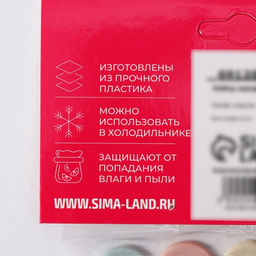 ИЗГОТОВЛЕНЫ
ИЗ ПРОЧНОГО
ПЛАСТИКА
МОЖНО
ИСПОЛЬЗОВАТЬ
В ХОЛОДИЛЬНИКЕ
ЗАЩИЩАЮТ ОТ
ПОПАДАНИЯ
ВЛАГИ И ПЫЛИ
WWW.SIMA-LAND.RU